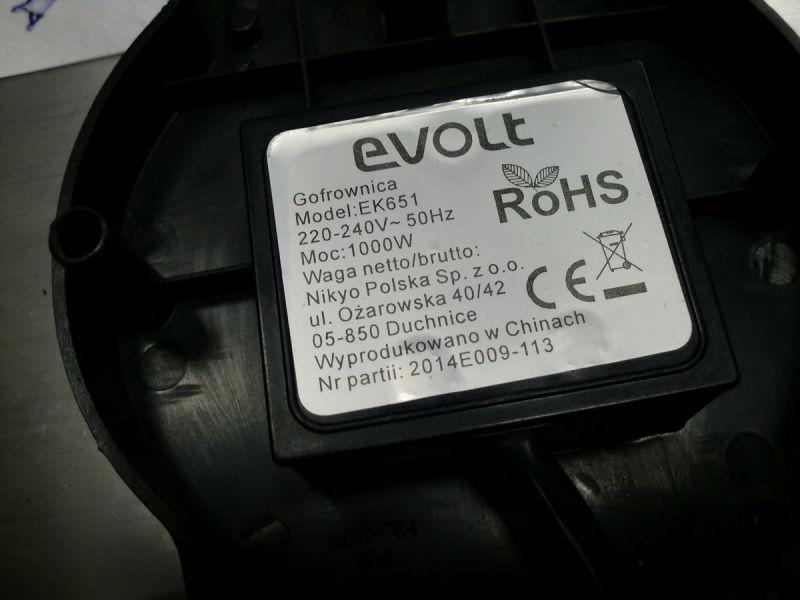 evolt
RoHS
Gofrownica
Model:EK651
220-240V~ 50Hz
Moc:1000W
Waga netto/brutto:
Nikyo Polska Sp. z o.o.
ul. Ożarowska 40/42
05-850 Duchnice
Wyprodukowano w Chinach
Nr partii: 2014E009-113
CE